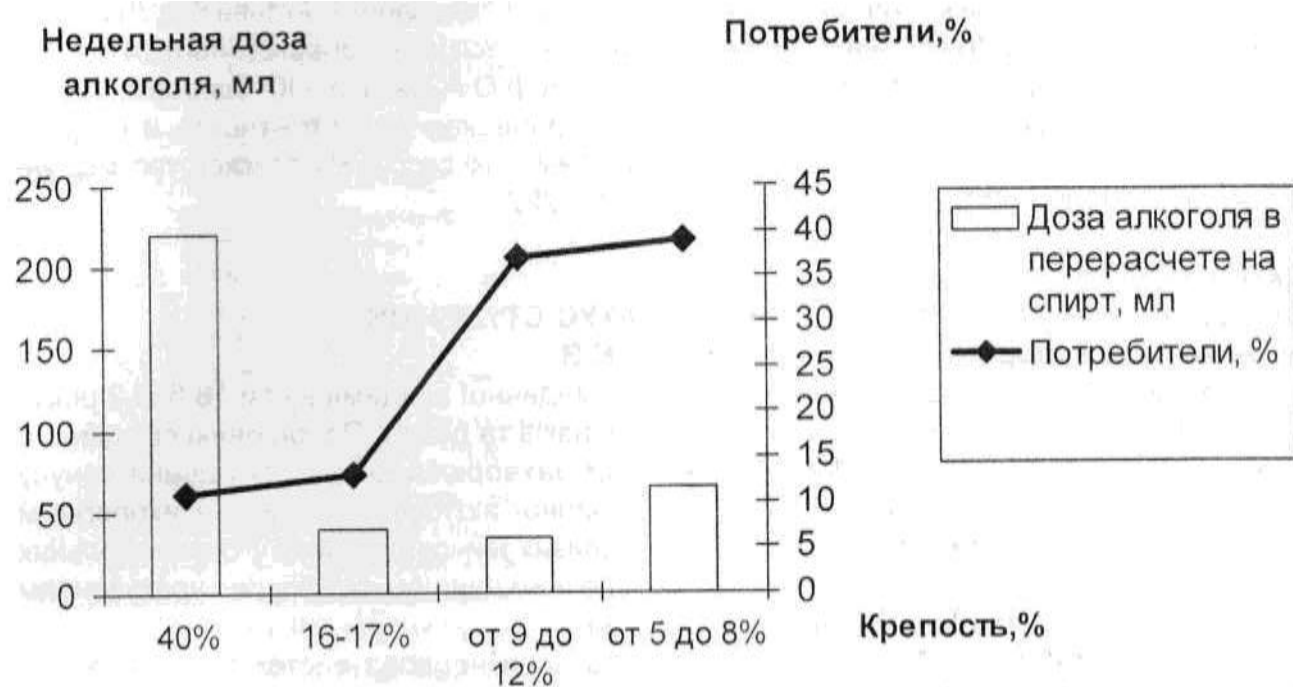 Недельная доза
алкоголя, мл
Потребители,%
250
200
150
100
50
0
45
40
35
30
25
20
15
10
5
0
Доза алкоголя в
перерасчете на
спирт, мл
Потребители, %
40%
16-17%
от 9 до
12%
от 5 до 8%
Крепость,%